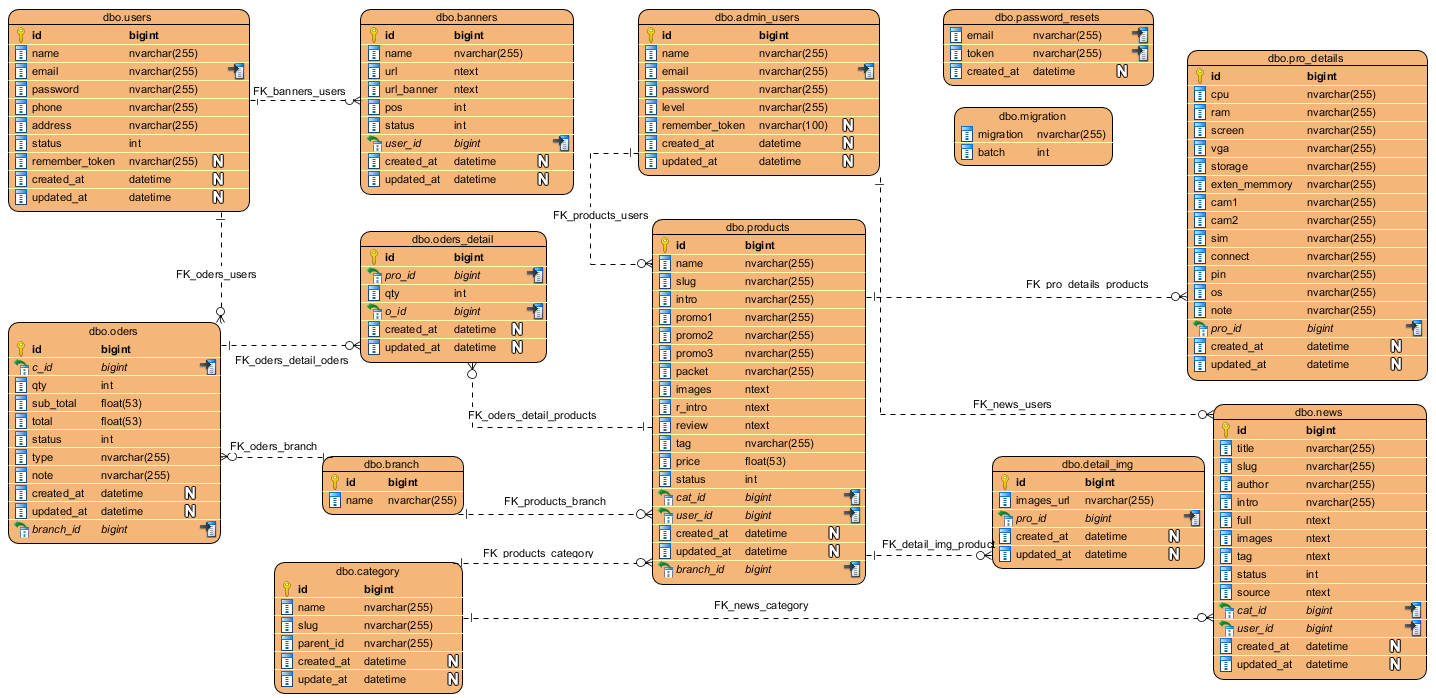 dbo.users
id bigint
name nvarchar(255)
email nvarchar(255)
password nvarchar(255)
phone nvarchar(255)
address nvarchar(255)
status int
remember_token nvarchar(255) N
created_at datetime N
updated_at datetime N
FK_banners_users
dbo.banners
id bigint
name nvarchar(255)
url ntext
url_banner ntext
pos int
status int
user_id bigint
created_at datetime N
updated_at datetime N
dbo.admin_users
id bigint
name nvarchar(255)
email nvarchar(255)
password nvarchar(255)
level nvarchar(255)
remember_token nvarchar(100) N
created_at datetime N
updated_at datetime N
dbo.password_resets
email nvarchar(255)
token nvarchar(255)
created_at datetime N
dbo.migration
migration nvarchar(255)
batch int
dbo.pro_details
id bigint
cpu nvarchar(255)
ram nvarchar(255)
screen nvarchar(255)
vga nvarchar(255)
storage nvarchar(255)
exten_memmory nvarchar(255)
cam1 nvarchar(255)
cam2 nvarchar(255)
sim nvarchar(255)
connect nvarchar(255)
pin nvarchar(255)
os nvarchar(255)
note nvarchar(255)
pro_id bigint
created_at datetime N
updated_at datetime N
FK_products_users
FK_oders_users
dbo.oders_detail
id bigint
pro_id bigint
qty int
o_id bigint
created_at datetime N
updated_at datetime N
dbo.products
id bigint
name nvarchar(255)
slug nvarchar(255)
intro nvarchar(255)
promo1 nvarchar(255)
promo2 nvarchar(255)
promo3 nvarchar(255)
packet nvarchar(255)
images ntext
r_intro ntext
review ntext
tag nvarchar(255)
price float(53)
status int
cat_id bigint
user_id bigint
created_at datetime N
updated_at datetime N
branch_id bigint
FK_pro_details_products
dbo.oders
id bigint
c_id bigint
qty int
sub_total float(53)
total float(53)
status int
type nvarchar(255)
note nvarchar(255)
created_at datetime N
updated_at datetime N
branch_id bigint
FK_oders_detail_oders
FK_oders_detail_products
FK_news_users
FK_oders_branch
dbo.branch
id bigint
name nvarchar(255)
FK_products_branch
dbo.detail_img
id bigint
images_url nvarchar(255)
pro_id bigint
created_at datetime N
updated_at datetime N
dbo.news
id bigint
title nvarchar(255)
slug nvarchar(255)
author nvarchar(255)
intro nvarchar(255)
full ntext
images ntext
tag ntext
status int
source ntext
cat_id bigint
user_id bigint
created_at datetime N
updated_at datetime N
FK_detail_img_product
FK_products_category
dbo.category
id bigint
name nvarchar(255)
slug nvarchar(255)
parent_id nvarchar(255)
created_at datetime N
update_at datetime N
FK_news_category